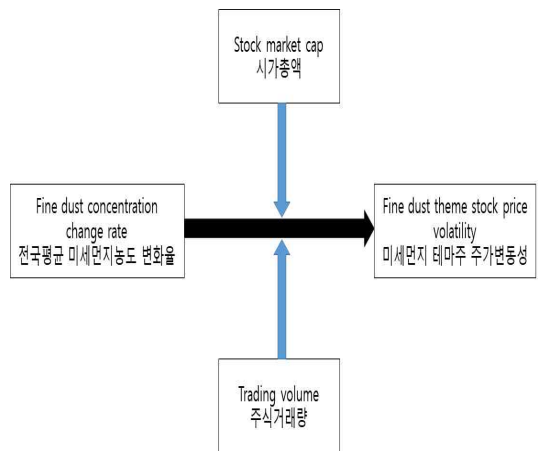 Stock market cap
시가총액
Fine dust concentration
change rate
전국평균 미세먼지농도 변화율
Fine dust theme stock price
volatility
미세먼지 테마주 주가변동성
Trading volume
주식거래량